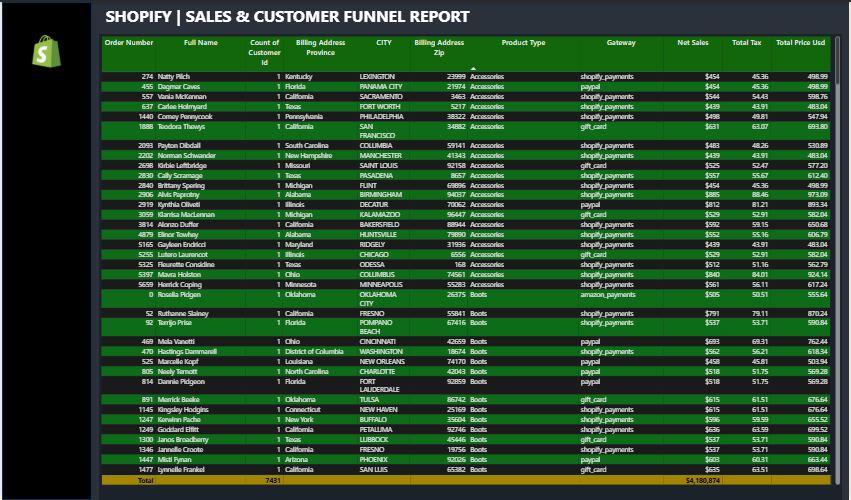 SHOPIFY | SALES & CUSTOMER FUNNEL REPORT
Order Number Full Name Count of Customer Id Billing Address Province CITY Billing Address Zip Product Type Gateway Net Sales Total Tax Total Price Usd
274 Natty Pilch 1 Kentucky LEXINGTON 23999 Accessories shopify_payments $454 45.36 498.99
455 Dagmar Caves 1 Florida PANAMA CITY 21974 Accessories paypal $454 45.36 498.99
557 Vania McKennan 1 California SACRAMENTO 3463 Accessories shopify_payments $544 54.43 598.76
637 Carlee Holmyard 1 Texas FORT WORTH 5217 Accessories shopify_payments $439 43.91 483.04
1440 Corney Pennycook 1 Pennsylvania PHILADELPHIA 38322 Accessories shopify_payments $498 49.81 547.94
1888 Teodora Thewys 1 California SAN FRANCISCO 34882 Accessories gift_card $631 63.07 693.80
2093 Payton Dibdall 1 South Carolina COLUMBIA 59141 Accessories shopify_payments $483 48.26 530.89
2202 Norman Schwander 1 New Hampshire MANCHESTER 41343 Accessories shopify_payments $439 43.91 483.04
2698 Kirbie Leftbridge 1 Missouri SAINT LOUIS 92158 Accessories gift_card $525 52.47 577.20
2830 Cally Scramage 1 Texas PASADENA 8657 Accessories shopify_payments $557 55.67 612.40
2840 Brittany Spering 1 Michigan FLINT 69896 Accessories shopify_payments $454 45.36 498.99
2906 Alvis Paprotny 1 Alabama BIRMINGHAM 94037 Accessories shopify_payments $885 88.46 973.09
2919 Kynthia Olivetti 1 Illinois DECATUR 70062 Accessories paypal $812 81.21 893.34
3059 Klarrisa MacLennan 1 Michigan KALAMAZOO 96447 Accessories gift_card $529 52.91 582.04
3814 Alonzo Duffer 1 California BAKERSFIELD 88944 Accessories shopify_payments $592 59.15 650.68
4879 Elinor Towhey 1 Alabama HUNTSVILLE 79890 Accessories shopify_payments $552 55.16 606.79
5165 Gayleen Endricci 1 Maryland RIDGELY 31936 Accessories shopify_payments $439 43.91 483.04
5255 Lutero Laurencot 1 Illinois CHICAGO 6556 Accessories gift_card $529 52.91 582.04
5325 Fleurette Considine 1 Texas ODESSA 168 Accessories shopify_payments $512 51.16 562.79
5397 Mavra Holston 1 Ohio COLUMBUS 74561 Accessories shopify_payments $840 84.01 924.14
5659 Herrick Coping 1 Minnesota MINNEAPOLIS 55283 Accessories shopify_payments $561 56.11 617.24
0 Rosella Pidgen 1 Oklahoma OKLAHOMA CITY 26375 Boots amazon_payments $505 50.51 555.64
52 Ruthanne Slainey 1 California FRESNO 55841 Boots shopify_payments $791 79.11 870.24
92 Terrijo Prise 1 Florida POMPANO BEACH 67416 Boots shopify_payments $537 53.71 590.84
469 Mela Vanetti 1 Ohio CINCINNATI 42659 Boots paypal $693 69.31 762.44
470 Hastings Dammarell 1 District of Columbia WASHINGTON 18674 Boots shopify_payments $562 56.21 618.34
525 Marcelle Kopf 1 Louisiana NEW ORLEANS 74170 Boots paypal $458 45.81 503.94
805 Neely Ternott 1 North Carolina CHARLOTTE 42043 Boots paypal $518 51.75 569.28
814 Dannie Pidgeon 1 Florida FORT LAUDERDALE 92859 Boots paypal $518 51.75 569.28
891 Merrick Beeke 1 Oklahoma TULSA 86742 Boots gift_card $615 61.51 676.64
1145 Kingsley Hodgins 1 Connecticut NEW HAVEN 25169 Boots shopify_payments $615 61.51 676.64
1247 Kerwinn Pache 1 New York BUFFALO 35604 Boots shopify_payments $596 59.59 655.52
1249 Goddard Elfitt 1 California PETALUMA 92746 Boots shopify_payments $636 63.59 699.52
1300 Janos Broadberry 1 Texas LUBBOCK 45446 Boots gift_card $537 53.71 590.84
1346 Jannelle Croote 1 California FRESNO 19756 Boots shopify_payments $537 53.71 590.84
1447 Misti Fynan 1 Arizona PHOENIX 92026 Boots paypal $603 60.31 663.44
1477 Lynnelle Frankel 1 California SAN LUIS 65382 Boots gift_card $635 63.51 698.64
Total 7431 $4,180,874